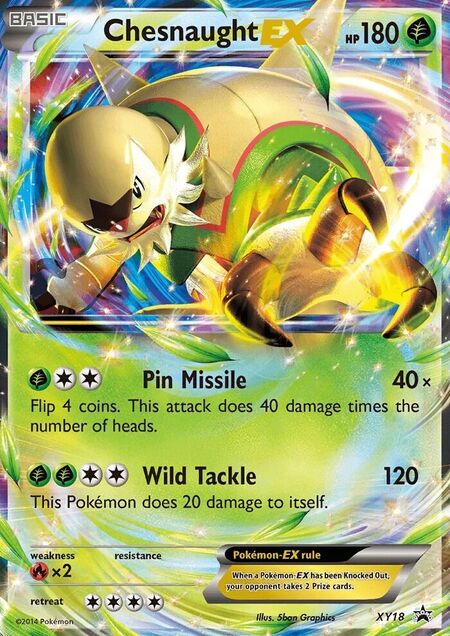 BASIC
Chesnaught EX
HP180
Pin Missile 40×
Flip 4 coins. This attack does 40 damage times the
number of heads.
Wild Tackle 120
This Pokémon does 20 damage to itself.
weakness resistance
×2
Pokémon-EX rule
When a Pokémon-EX has been Knocked Out,
your opponent takes 2 Prize cards.
retreat
Illus. 5ban Graphics
XY18
©2014 Pokémon
PROMO